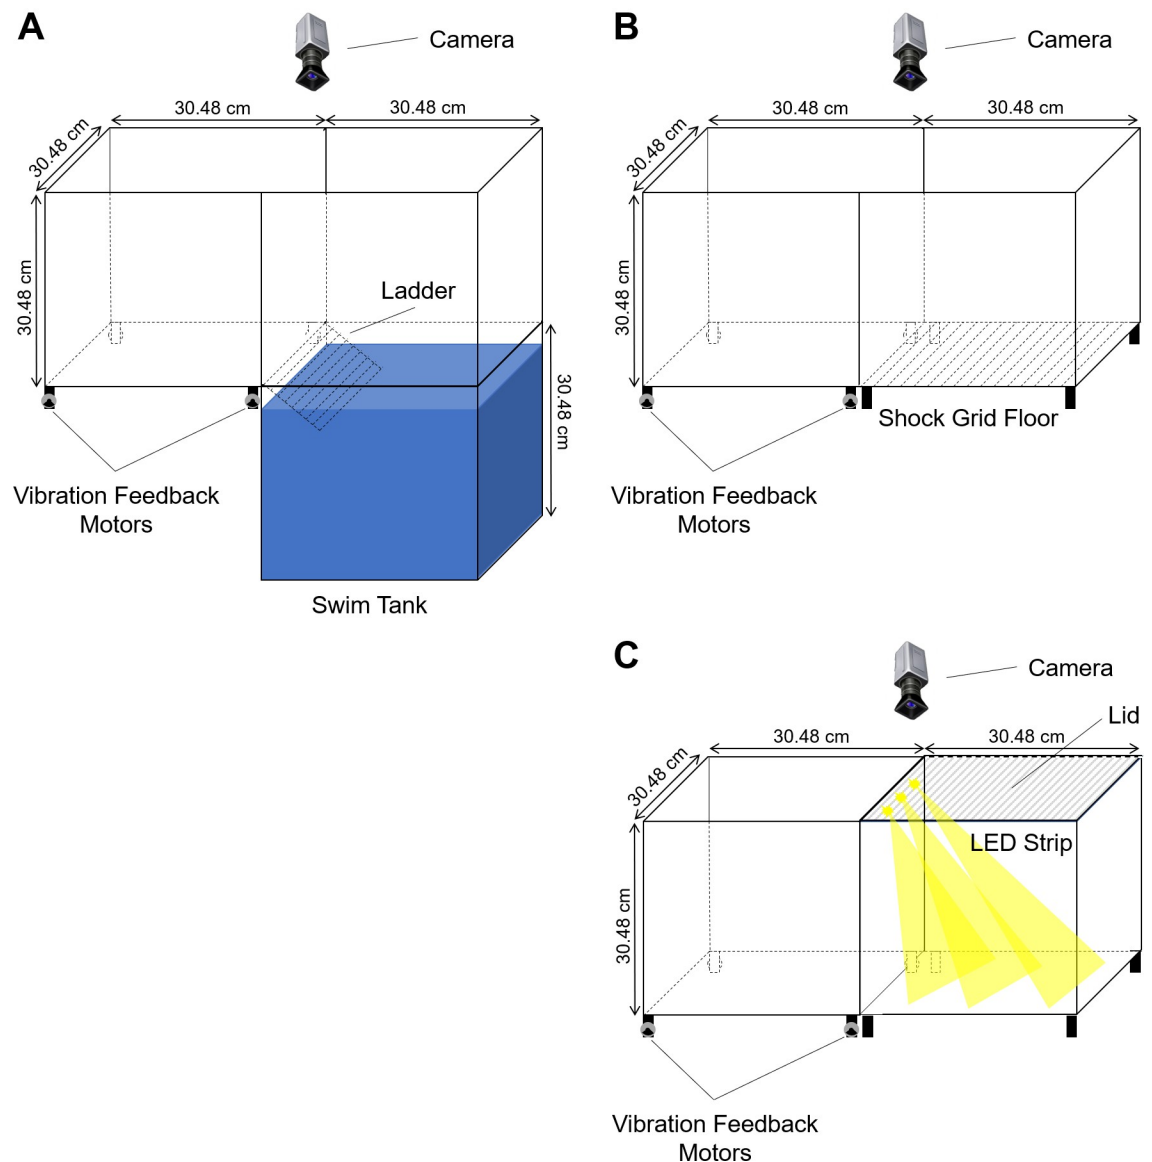 A
Camera
30.48 cm
30.48 cm
30.48 cm
30.48 cm
Ladder
30.48 cm
Vibration Feedback
Motors
Swim Tank
B
Camera
30.48 cm
30.48 cm
30.48 cm
30.48 cm
Shock Grid Floor
Vibration Feedback
Motors
C
Camera
Lid
30.48 cm
30.48 cm
30.48 cm
LED Strip
30.48 cm
Vibration Feedback
Motors